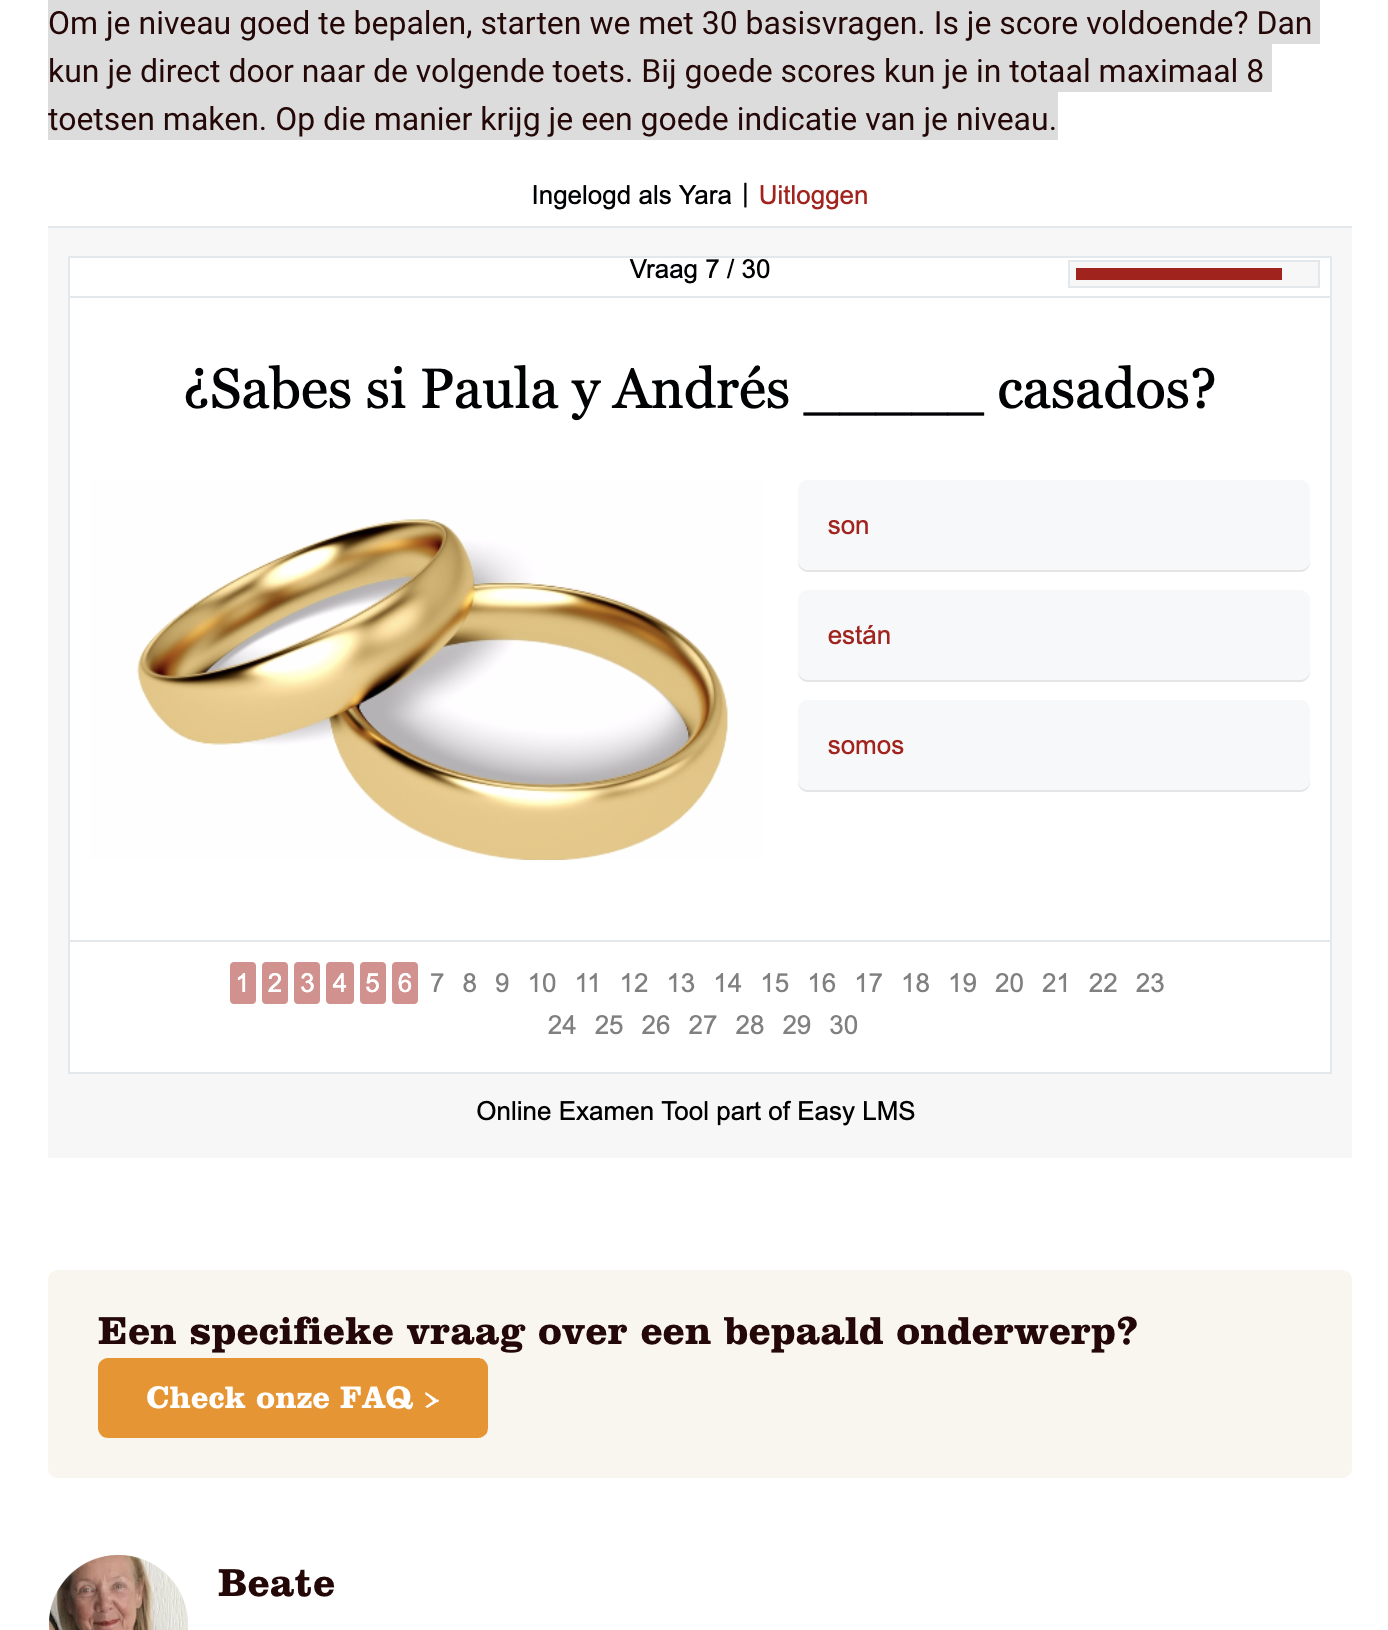 Om je niveau goed te bepalen, starten we met 30 basisvragen. Is je score voldoende? Dan
kun je direct door naar de volgende toets. Bij goede scores kun je in totaal maximaal 8
toetsen maken. Op die manier krijg je een goede indicatie van je niveau.
Ingelogd als Yara | Uitloggen
Vraag 7 / 30
¿Sabes si Paula y Andrés ______ casados?
son
están
somos
1 2 3 4 5 6 7 8 9 10 11 12 13 14 15 16 17 18 19 20 21 22 23
24 25 26 27 28 29 30
Online Examen Tool part of Easy LMS
Een specifieke vraag over een bepaald onderwerp?
Check onze FAQ >
Beate